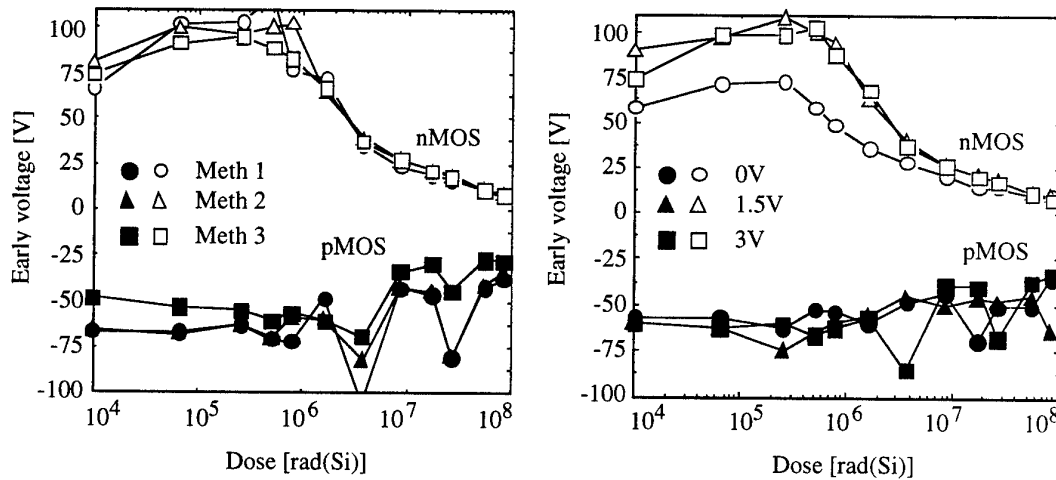 100
75
50
25
0
-25
-50
-75
-100
Early voltage [V]
nMOS
Meth 1
Meth 2
Meth 3
pMOS
10^4
10^5
10^6
10^7
10^8
Dose [rad(Si)]
100
75
50
25
0
-25
-50
-75
-100
Early voltage [V]
nMOS
0V
1.5V
3V
pMOS
10^4
10^5
10^6
10^7
10^8
Dose [rad(Si)]